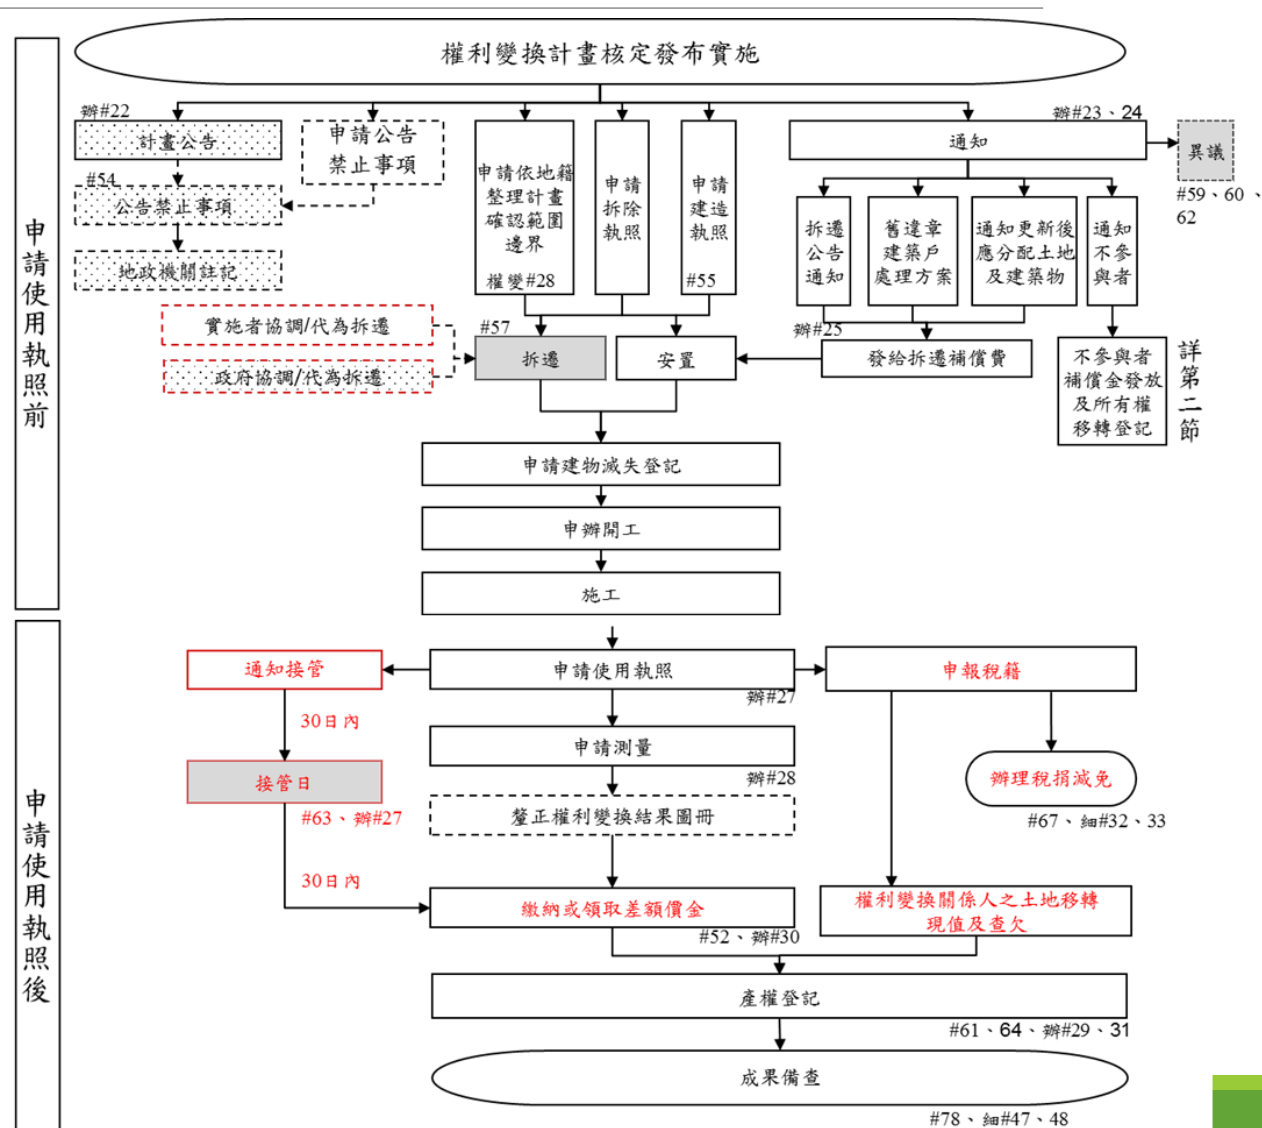 權利變換計畫核定發布實施
申請使用執照前
辦#22
計畫公告
#54
公告禁止事項
地政機關註記
申請公告
禁止事項
申請依地籍
整理計畫
確認範圍
邊界
權變#28
申請
拆除
執照
申請
建造
執照
#55
辦#23、24
通知
異議
#59、60、
62
拆遷
公告
通知
舊違章
建築戶
處理方案
通知更新後
應分配土地
及建築物
通知
不參
與者
實施者協調/代為拆遷
政府協調/代為拆遷
#57
拆遷
安置
辦#25
發給拆遷補償費
不參與者
補償金發放
及所有權
移轉登記
詳第二節
申請建物滅失登記
申辦開工
施工
申請使用執照後
通知接管
申請使用執照
辦#27
申報稅籍
30日內
申請測量
辦#28
接管日
#63、辦#27
辦理稅捐減免
#67、細#32、33
釐正權利變換結果圖冊
30日內
繳納或領取差額價金
#52、辦#30
權利變換關係人之土地移轉
現值及查欠
產權登記
#61、64、辦#29、31
成果備查
#78、細#47、48